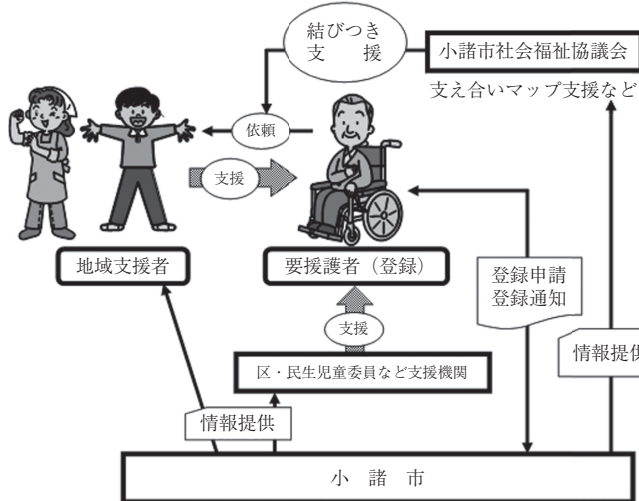 結びつき
支　援
小諸市社会福祉協議会
支え合いマップ支援など
依頼
支援
地域支援者
要援護者（登録）
登録申請
登録通知
支援
情報提供
区・民生児童委員など支援機関
情報提供
小　諸　市